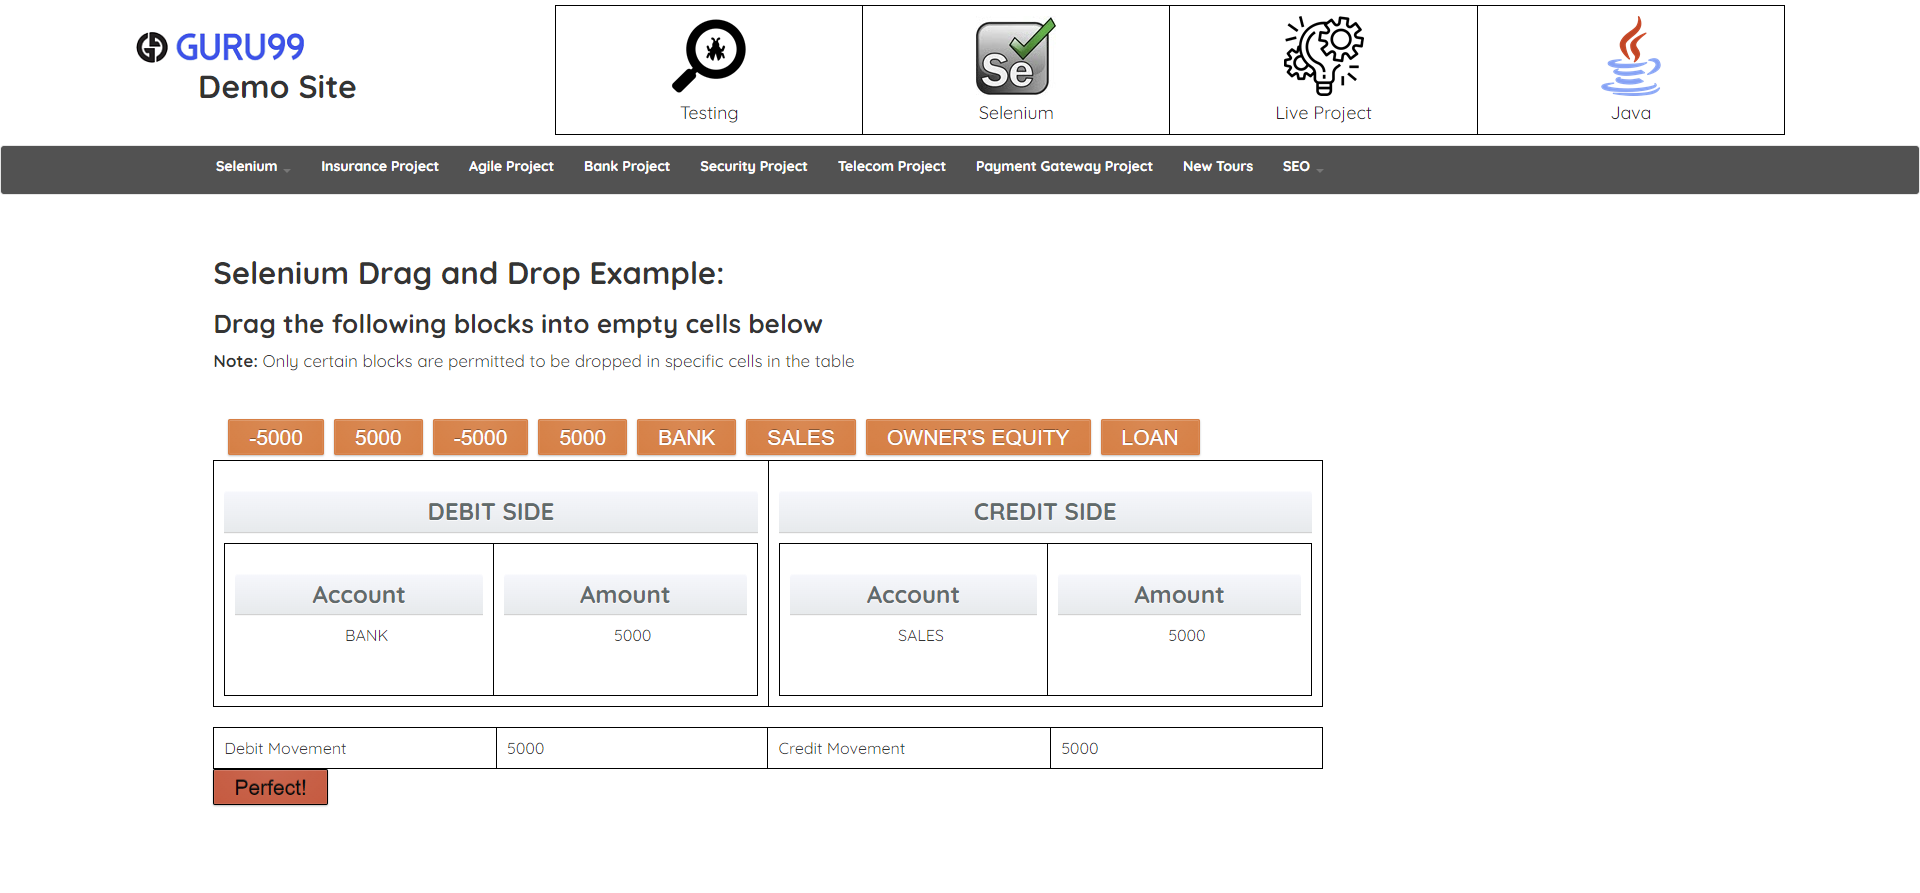 GURU99
Demo Site
Testing
Se
Selenium
Live Project
Java
Selenium Insurance Project Agile Project Bank Project Security Project Telecom Project Payment Gateway Project New Tours SEO
Selenium Drag and Drop Example:
Drag the following blocks into empty cells below
Note: Only certain blocks are permitted to be dropped in specific cells in the table
-5000 5000 -5000 5000 BANK SALES OWNER'S EQUITY LOAN
DEBIT SIDE CREDIT SIDE
Account Amount Account Amount
BANK 5000 SALES 5000
Debit Movement 5000 Credit Movement 5000
Perfect!